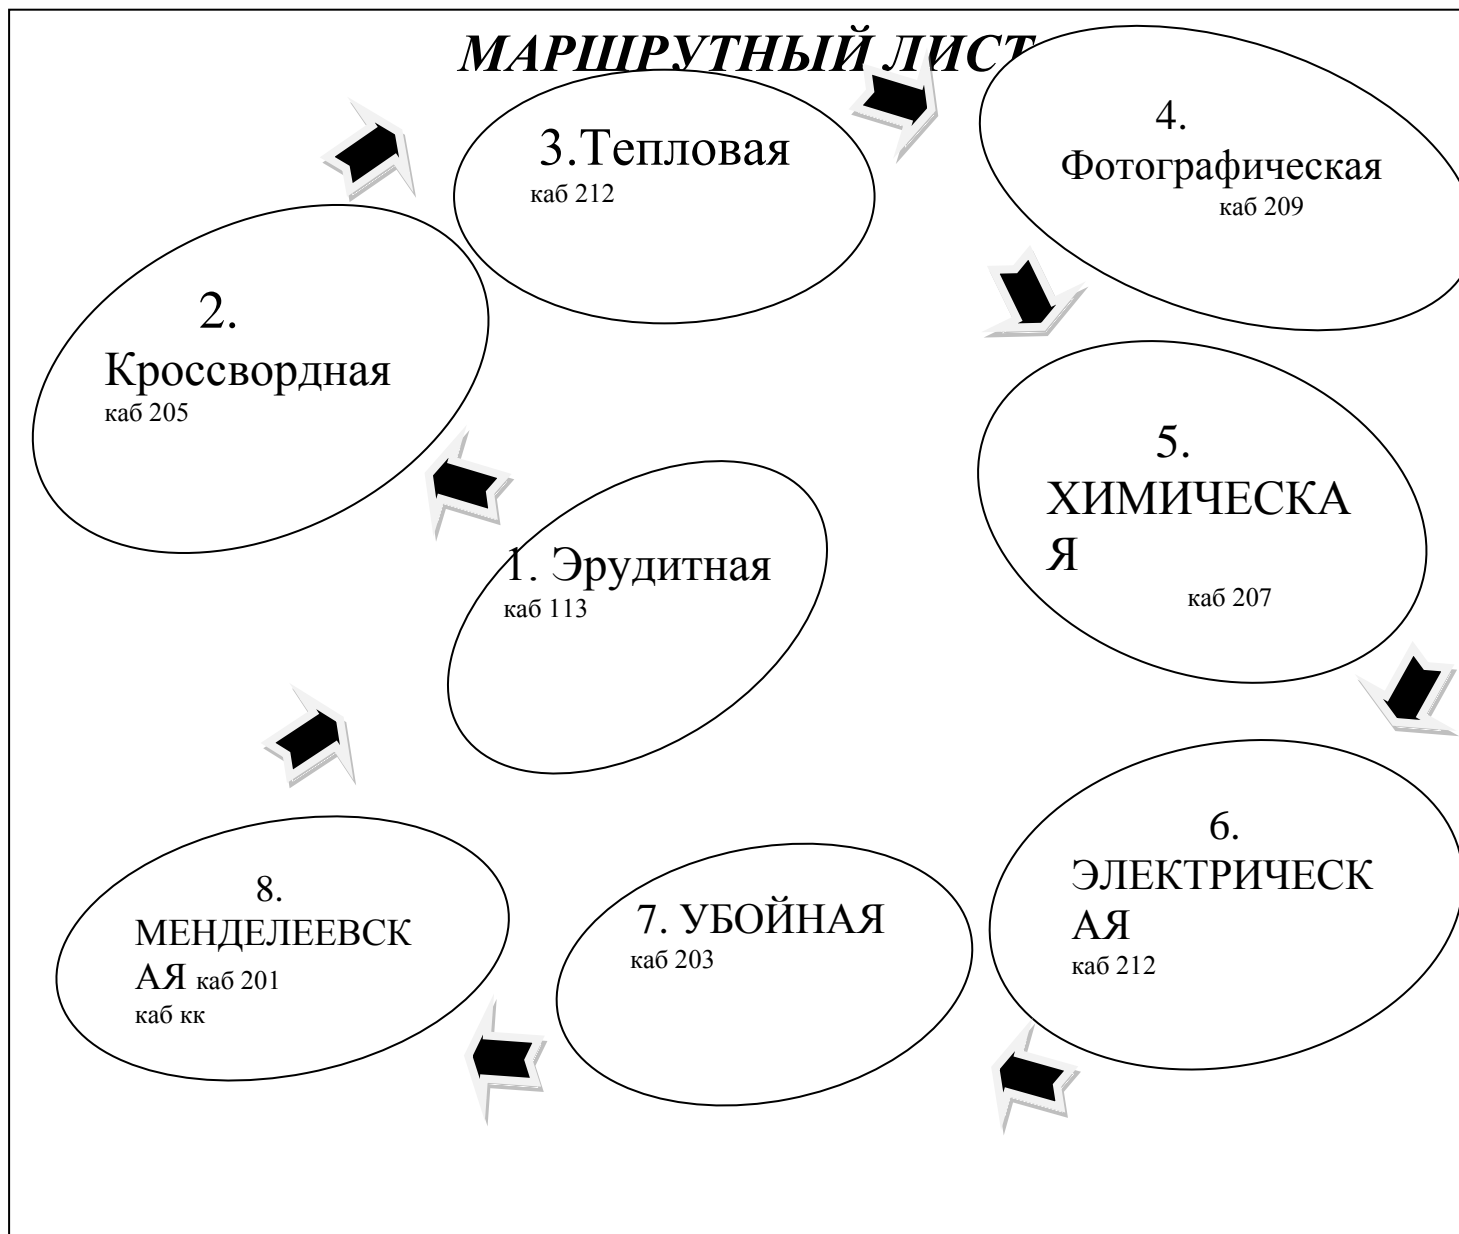 МАРШРУТНЫЙ ЛИСТ
3.Тепловая
каб 212
4.
Фотографическая
каб 209
2.
Кроссвордная
каб 205
5.
ХИМИЧЕСКА
Я
каб 207
1. Эрудитная
каб 113
6.
ЭЛЕКТРИЧЕСК
АЯ
каб 212
7. УБОЙНАЯ
каб 203
8.
МЕНДЕЛЕЕВСК
АЯ каб 201
каб кк